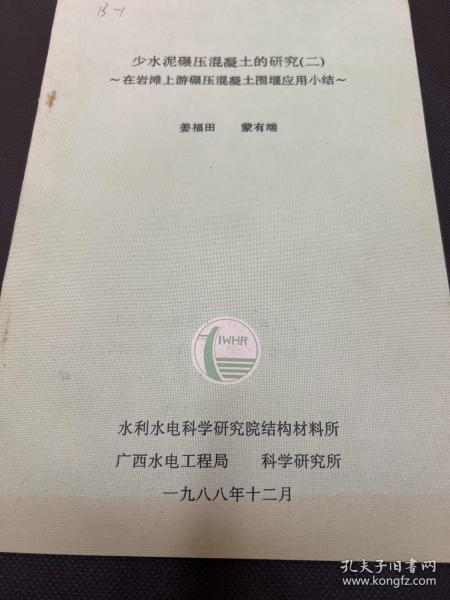 13-1
少水泥碾压混凝土的研究(二)
~在岩滩上游碾压混凝土围堰应用小结~
姜福田 蒙有端
IWHR
水利水电科学研究院结构材料所
广西水电工程局 科学研究所
一九八八年十二月
孔夫子旧书网
www.kongfz.com